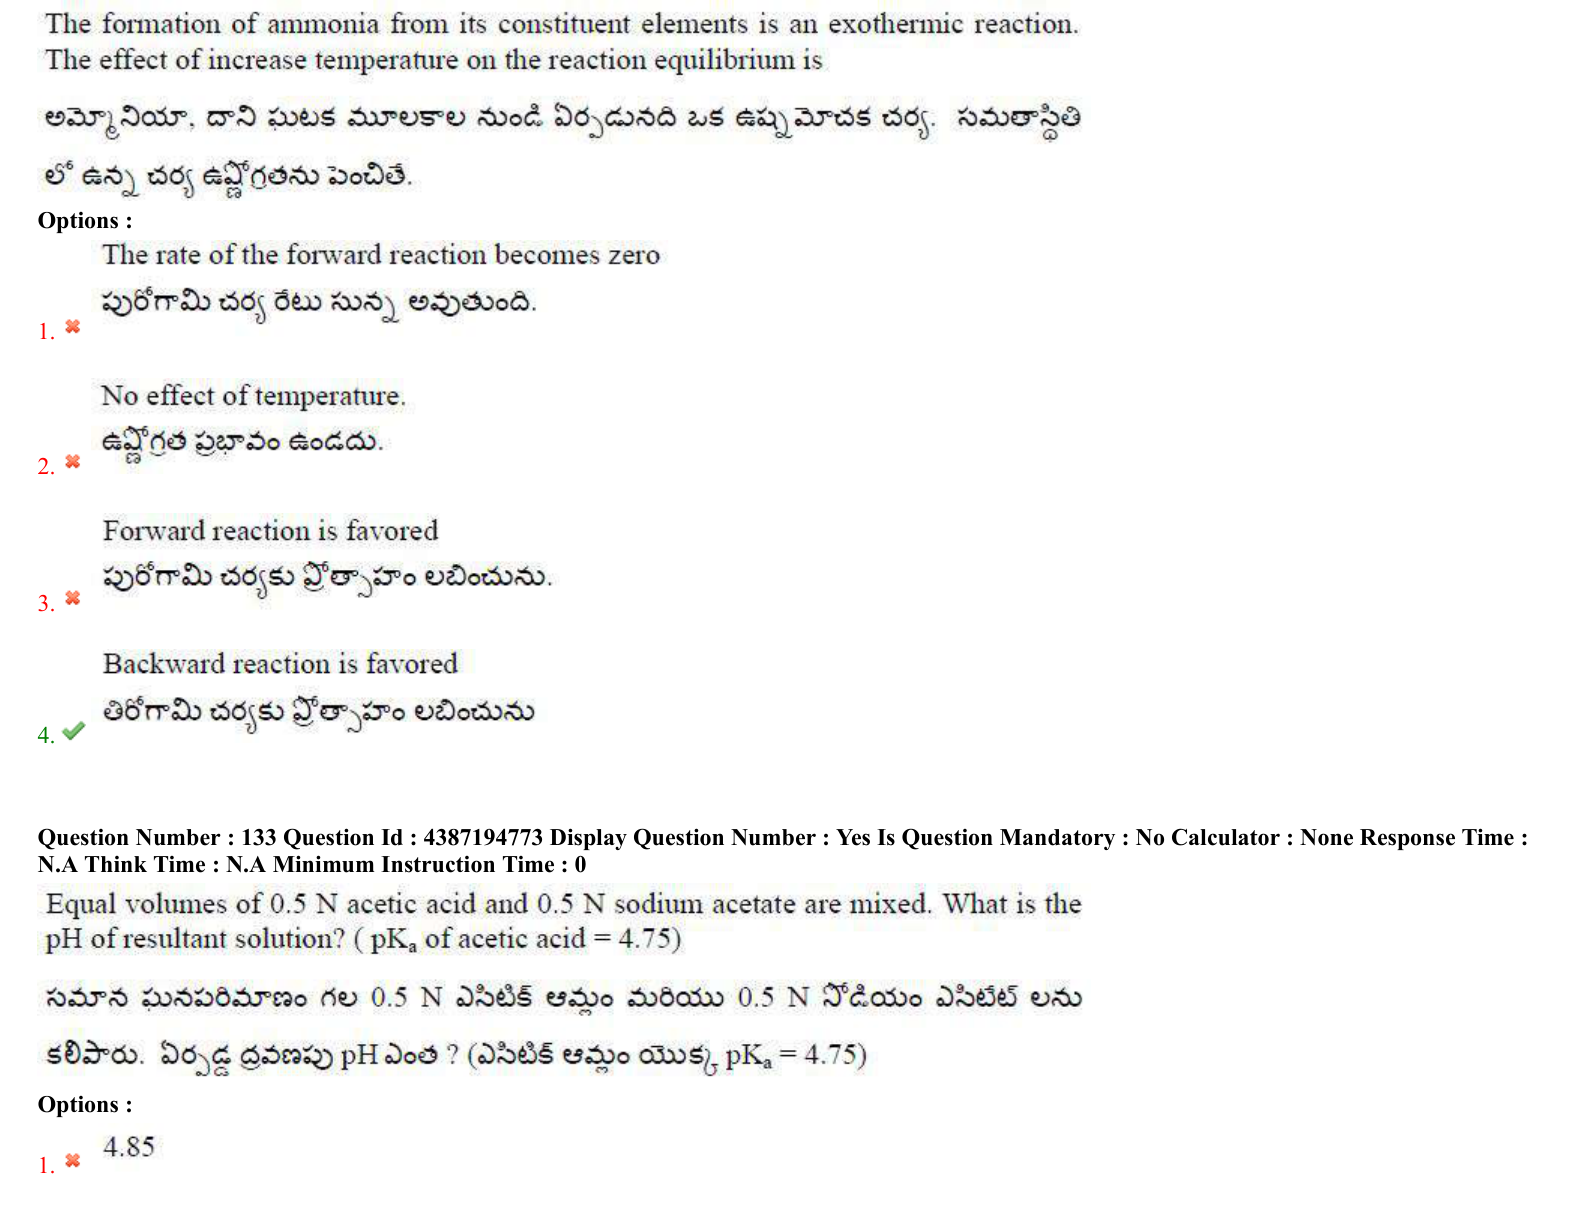 The formation of ammonia from its constituent elements is an exothermic reaction.
The effect of increase temperature on the reaction equilibrium is
అమ్మోనియా, దాని ఘటక మూలకాల నుండి ఏర్పడునది ఒక ఉష్ణమోచక చర్య. సమతాస్థితి
లో ఉన్న చర్య ఉష్ణోగ్రతను పెంచితే.
Options :
The rate of the forward reaction becomes zero
పురోగామి చర్య రేటు సున్న అవుతుంది.
1.
No effect of temperature.
ఉష్ణోగ్రత ప్రభావం ఉండదు.
2.
Forward reaction is favored
పురోగామి చర్యకు ప్రోత్సాహం లబించును.
3.
Backward reaction is favored
తిరోగామి చర్యకు ప్రోత్సాహం లబించును
4.
Question Number : 133 Question Id : 4387194773 Display Question Number : Yes Is Question Mandatory : No Calculator : None Response Time :
N.A Think Time : N.A Minimum Instruction Time : 0
Equal volumes of 0.5 N acetic acid and 0.5 N sodium acetate are mixed. What is the
pH of resultant solution? ( pKₐ of acetic acid = 4.75)
సమాన ఘనపరిమాణం గల 0.5 N ఎసిటిక్ ఆమ్లం మరియు 0.5 N సోడియం ఎసిటేట్ లను
కలిపారు. ఏర్పడ్డ ద్రవణపు pH ఎంత ? (ఎసిటిక్ ఆమ్లం యొక్క pKₐ = 4.75)
Options :
4.85
1.